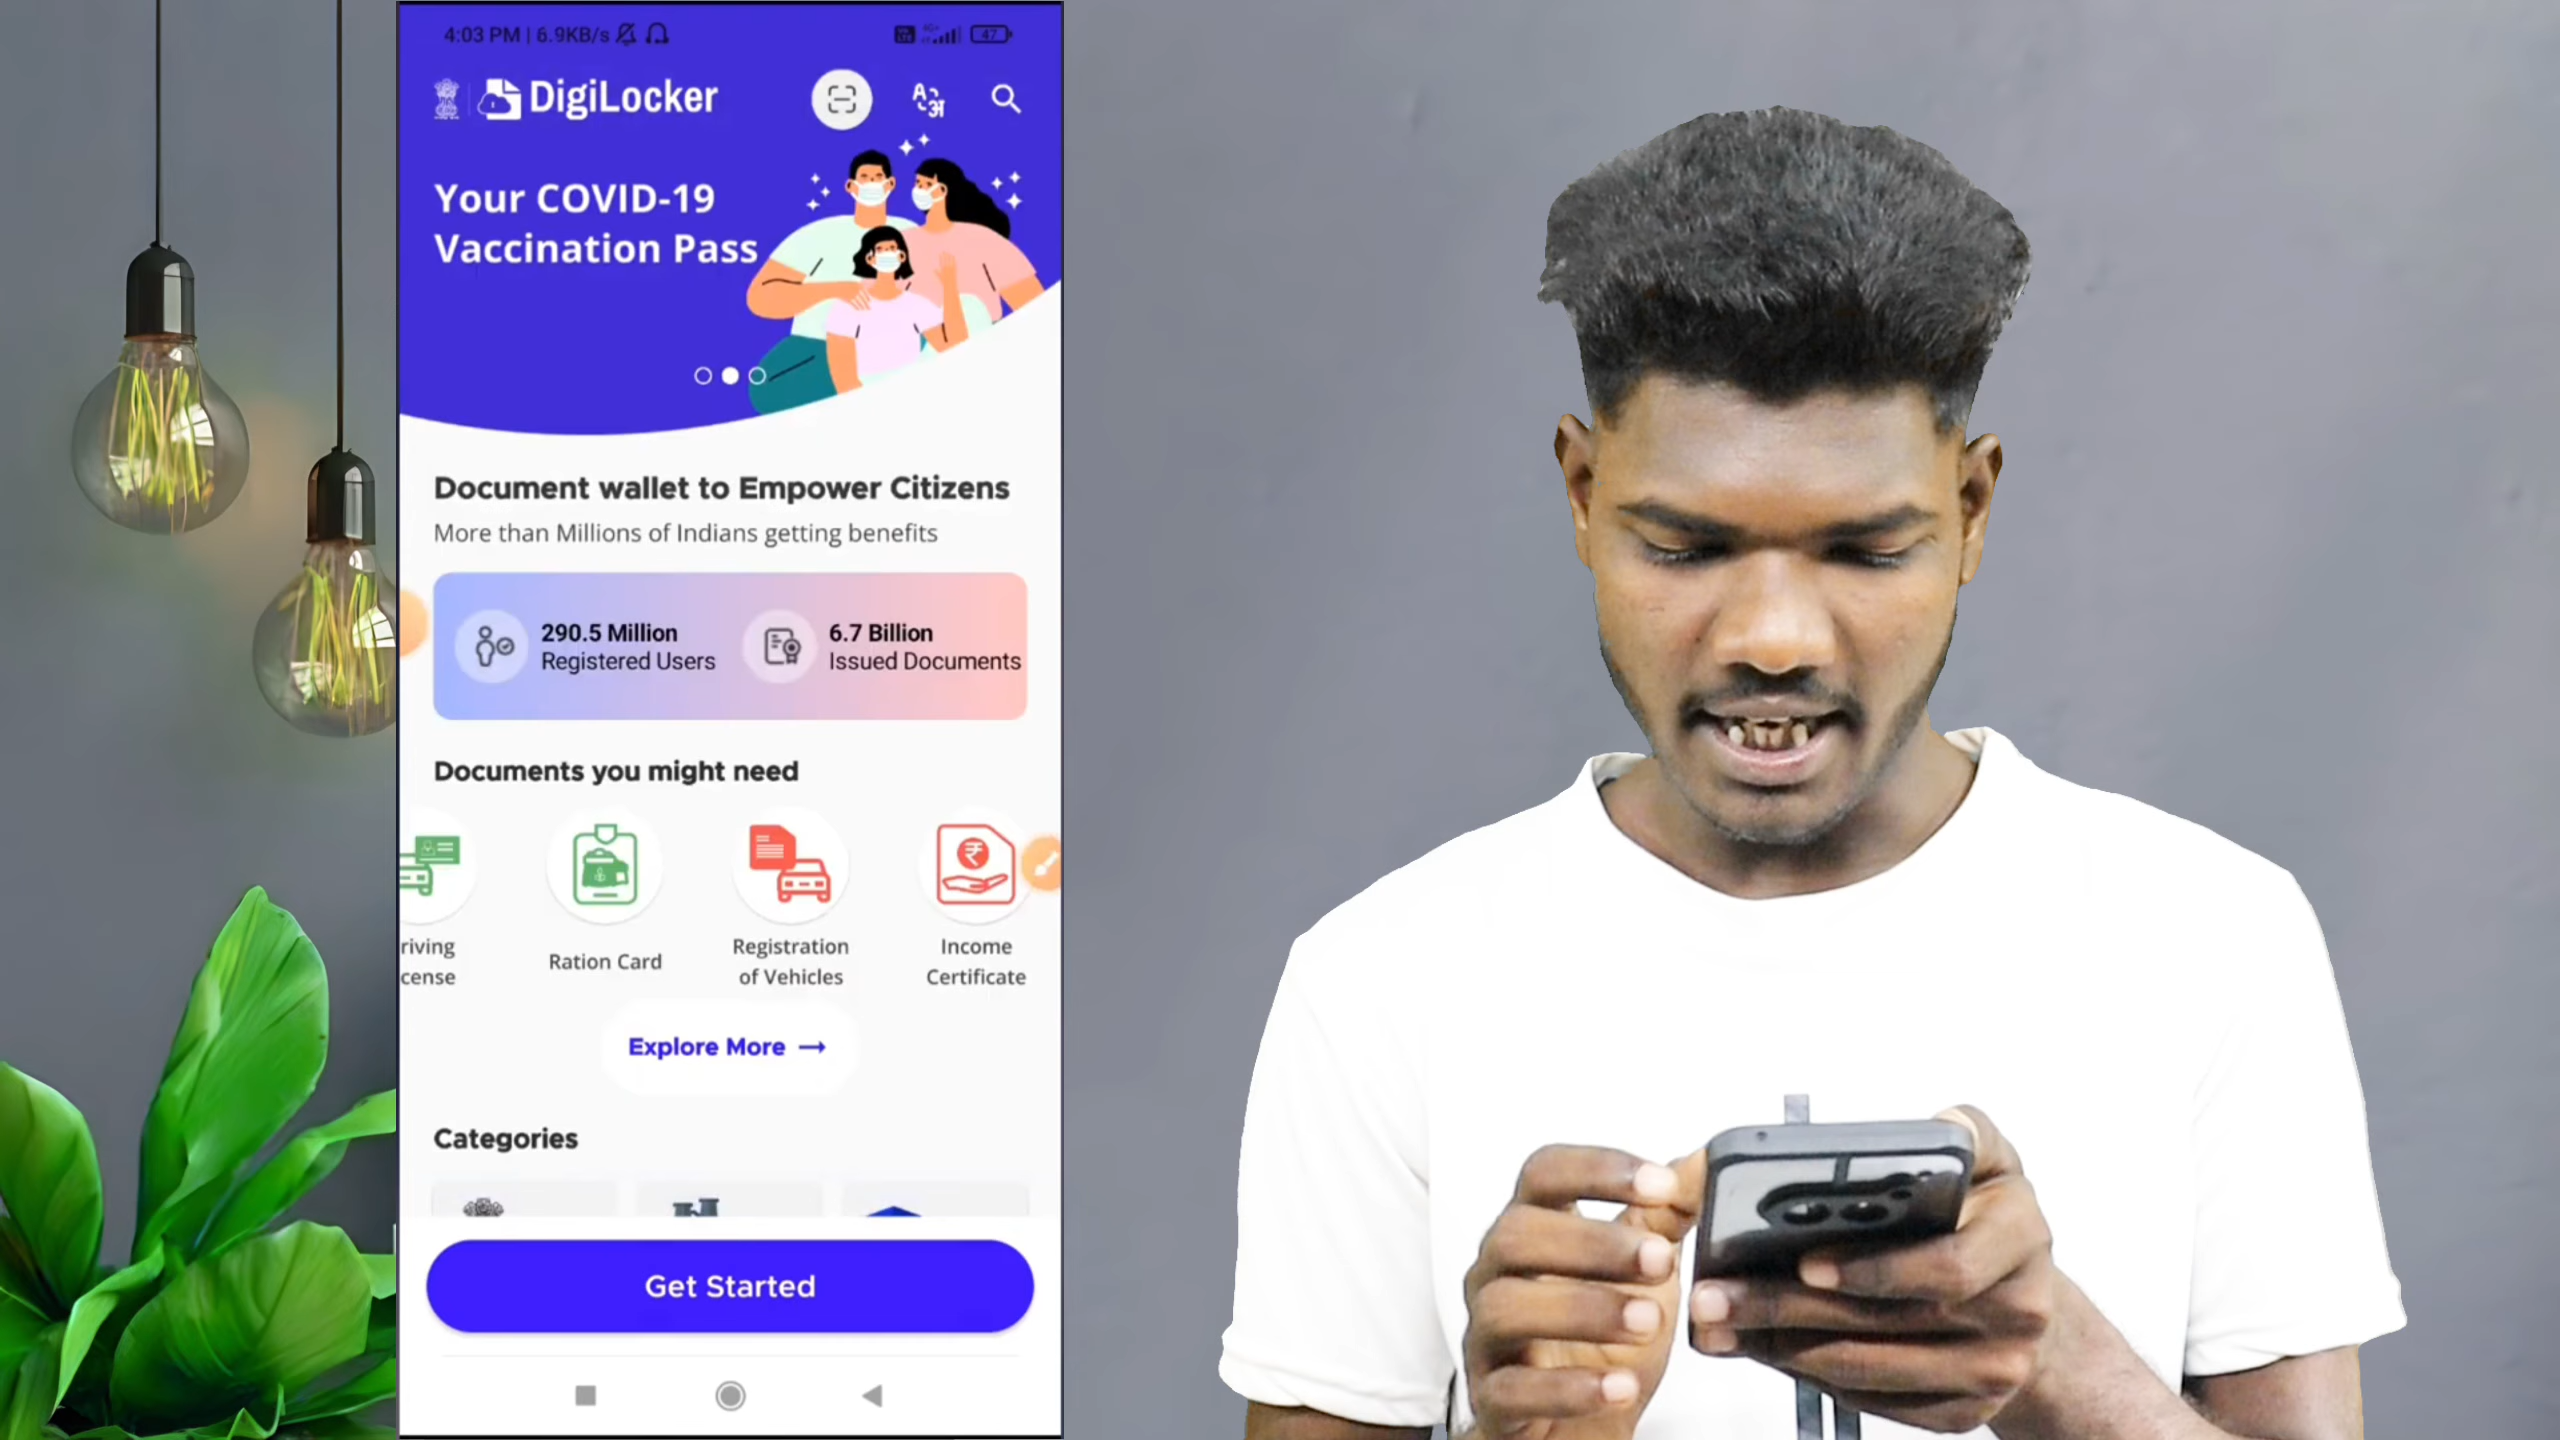 4:03 PM | 6.9KB/s
47
DigiLocker
Your COVID-19
Vaccination Pass
Document wallet to Empower Citizens
More than Millions of Indians getting benefits
290.5 Million
Registered Users
6.7 Billion
Issued Documents
Documents you might need
riving
cense
Ration Card
Registration
of Vehicles
Income
Certificate
Explore More →
Categories
Get Started